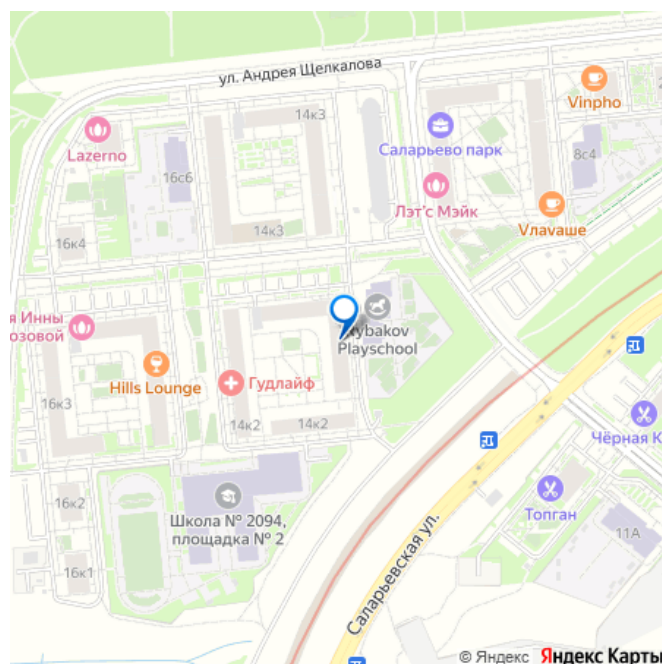 ул. Андрея Щелкалова
Vinpho
14к3
Lazerno
Саларьево парк
8с4
16с6
Лэт'с Мэйк
Vлаваше
14к3
16к4
я Инны
озовой
Rybakov
Playschool
Hills Lounge
Гудлайф
16к3
14к2
14к2
Чёрная К
Школа № 2094,
площадка № 2
16к2
Топган
11А
Саларьевская ул.
16к1
© Яндекс Яндекс Карты